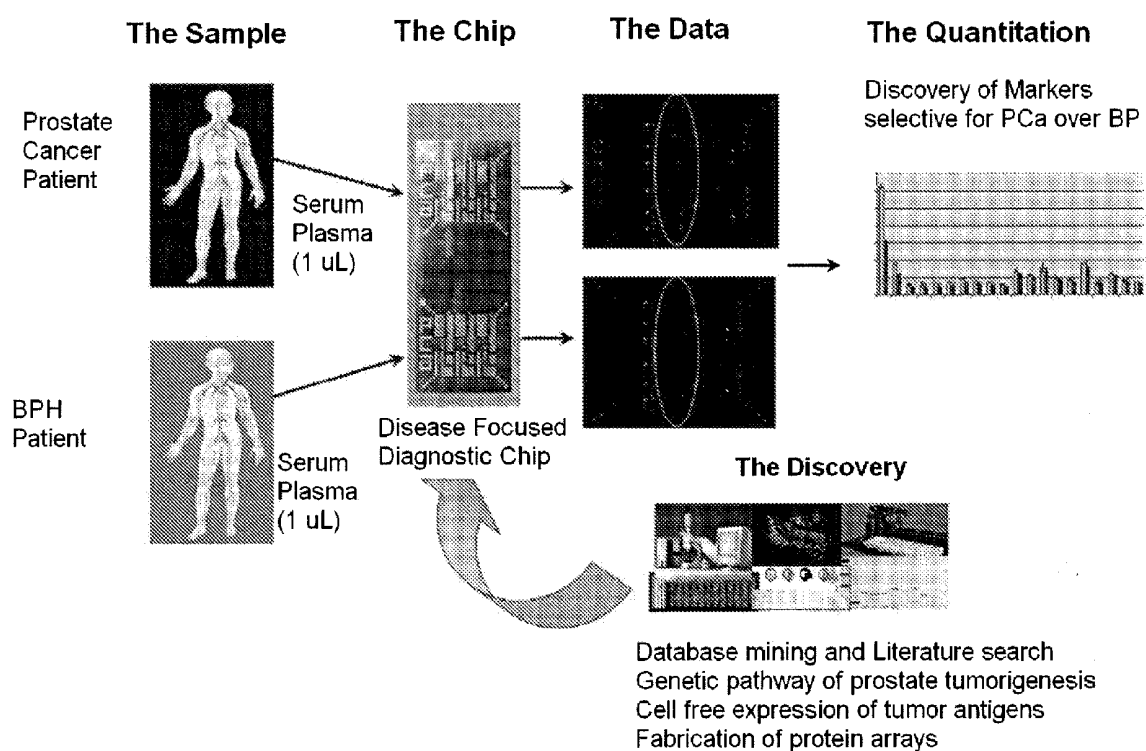 The Sample
The Chip
The Data
The Quantitation
Prostate
Cancer
Patient
Serum
Plasma
(1 uL)
Discovery of Markers
selective for PCa over BP
BPH
Patient
Serum
Plasma
(1 uL)
Disease Focused
Diagnostic Chip
The Discovery
Database mining and Literature search
Genetic pathway of prostate tumorigenesis
Cell free expression of tumor antigens
Fabrication of protein arrays